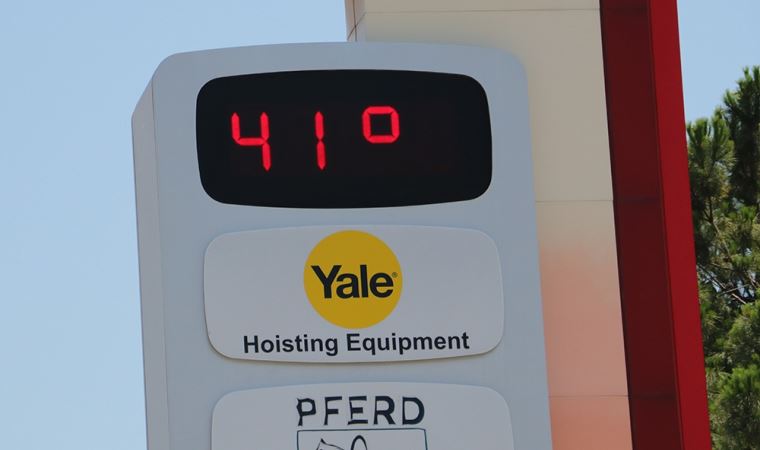 41°
Yale®
Hoisting Equipment
PFERD